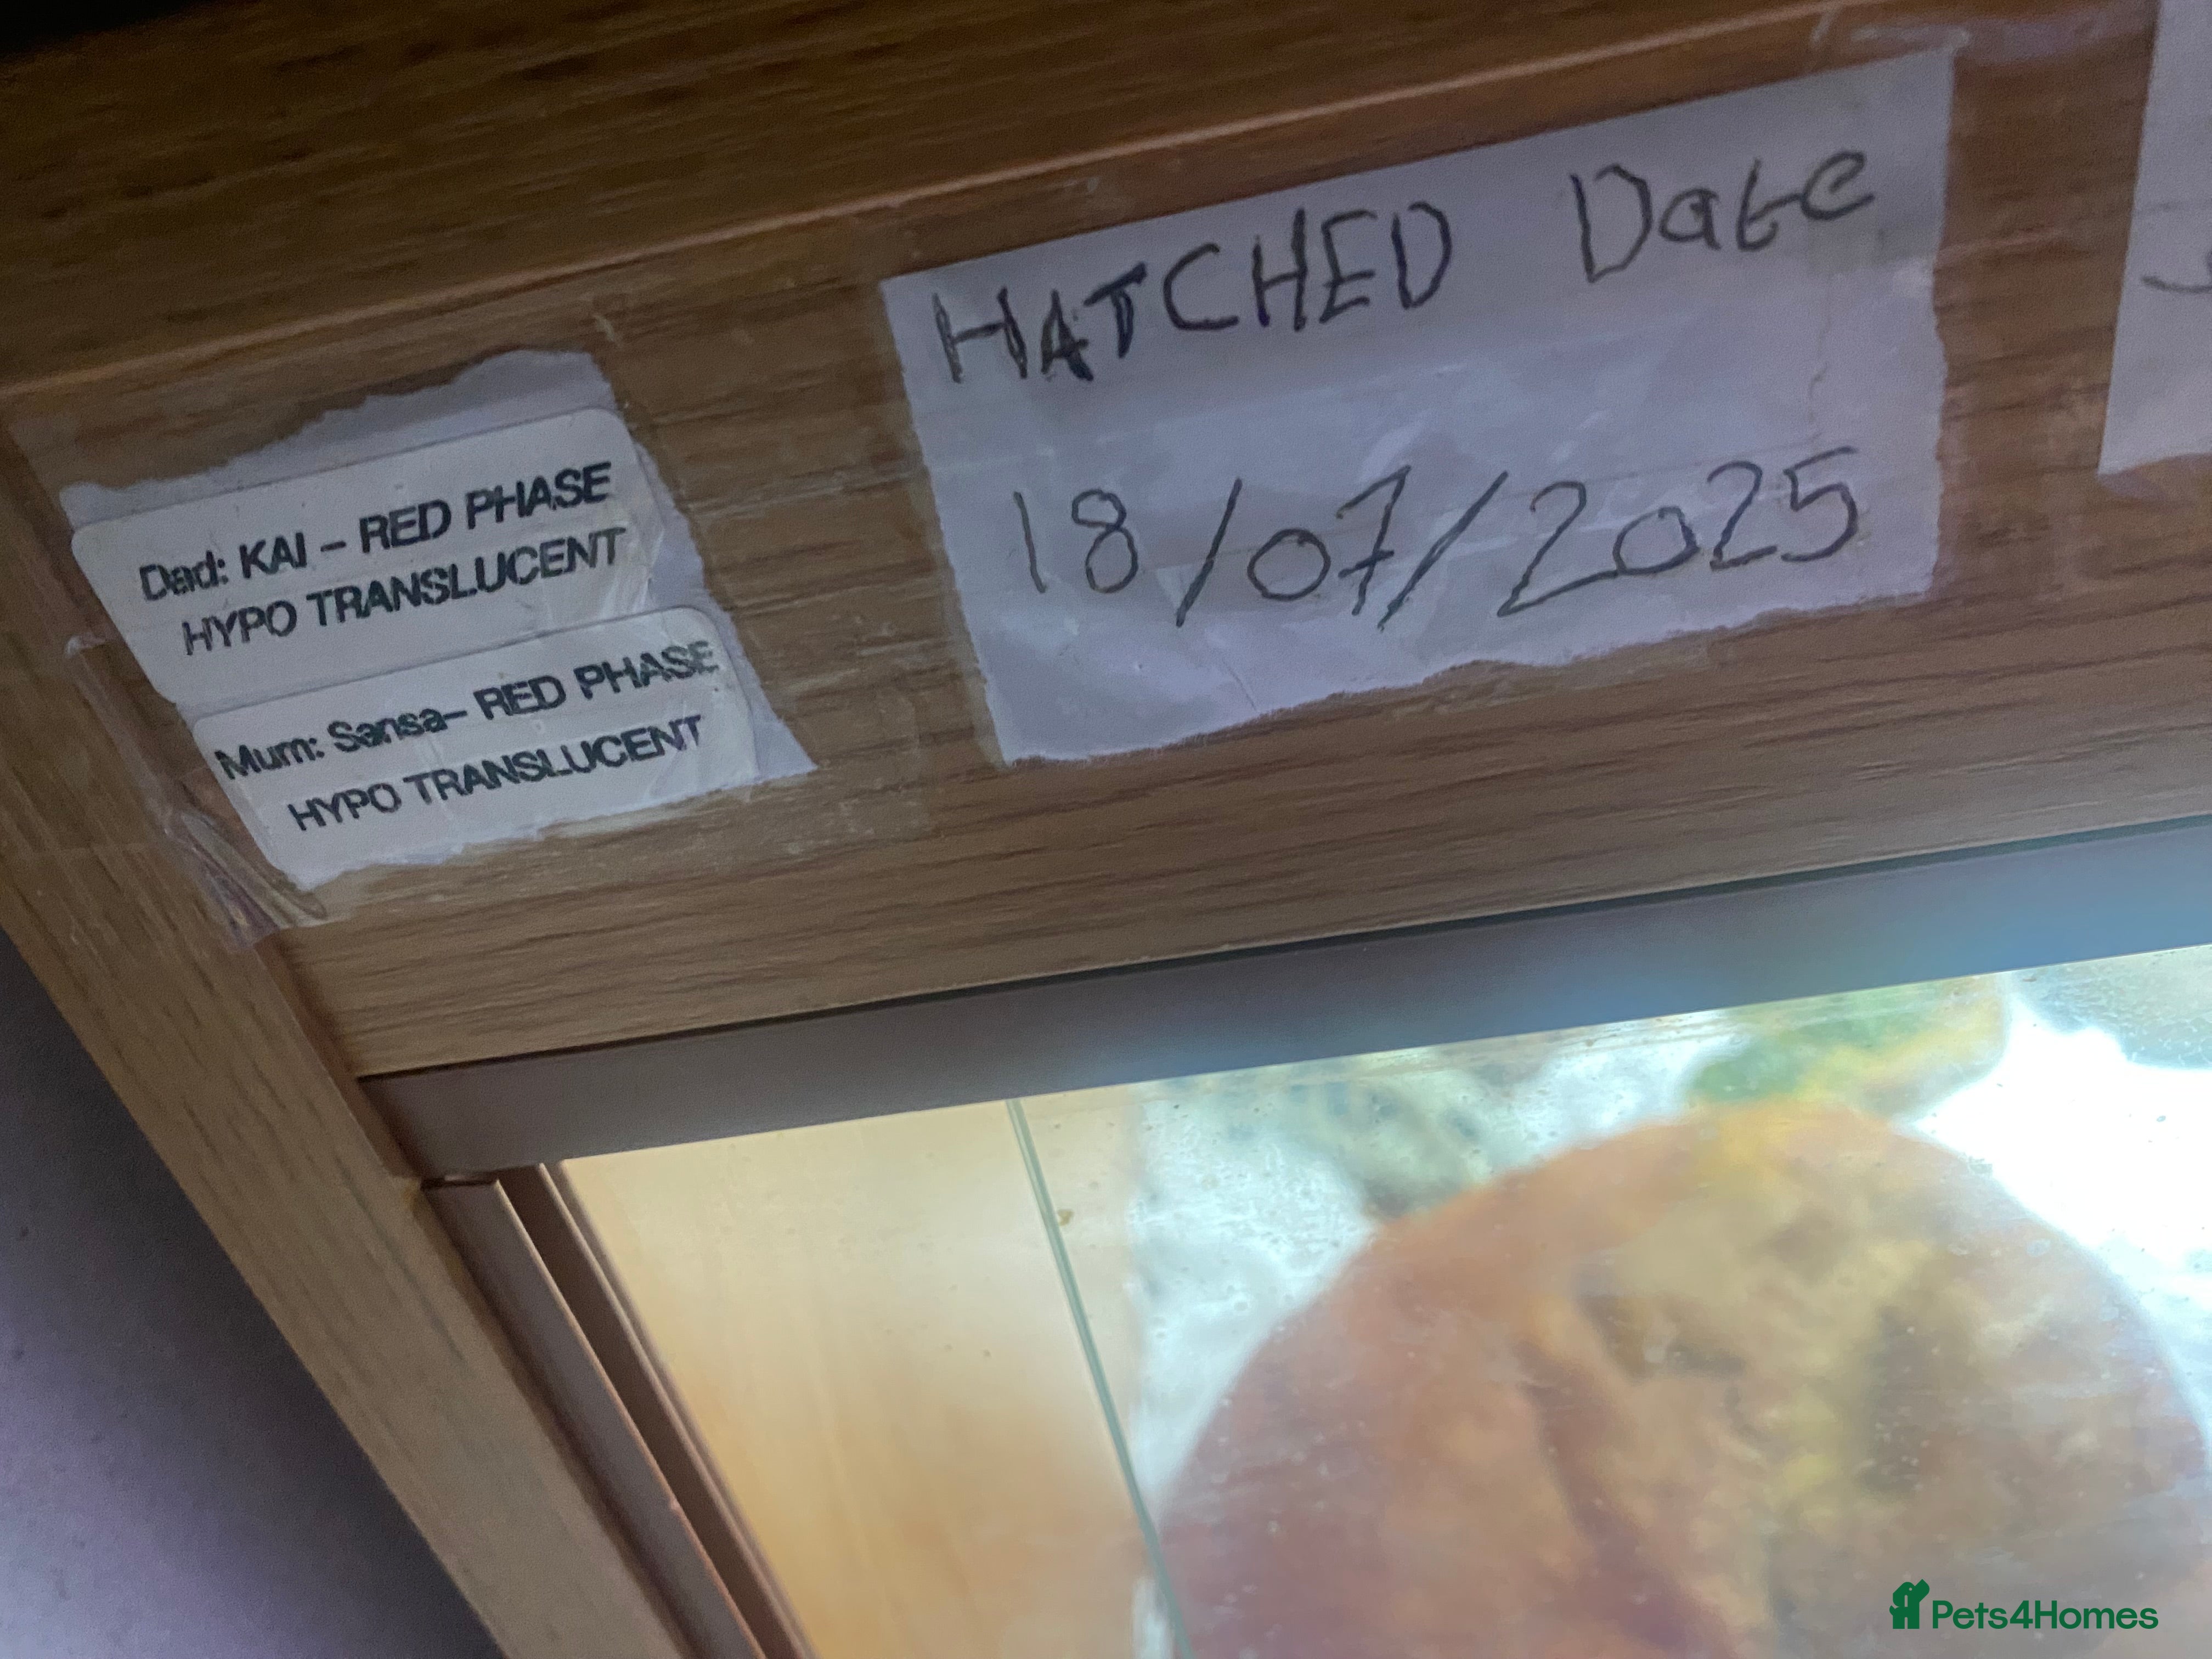 Dad: KAI – RED PHASE
HYPO TRANSLUCENT
Mum: Sansa– RED PHASE
HYPO TRANSLUCENT
HATCHED Date
18/07/2025
Pets4Homes